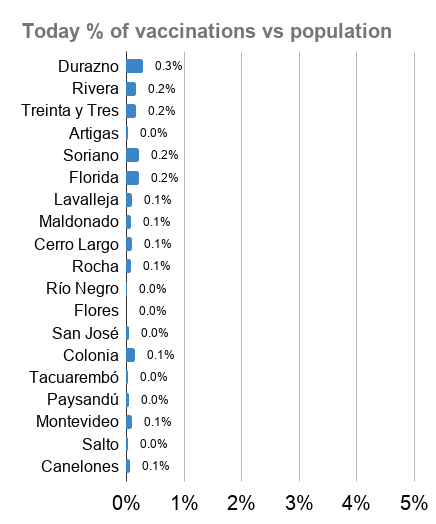 Today % of vaccinations vs population
Durazno 0.3%
Rivera 0.2%
Treinta y Tres 0.2%
Artigas 0.0%
Soriano 0.2%
Florida 0.2%
Lavalleja 0.1%
Maldonado 0.1%
Cerro Largo 0.1%
Rocha 0.1%
Río Negro 0.0%
Flores 0.0%
San José 0.0%
Colonia 0.1%
Tacuarembó 0.0%
Paysandú 0.0%
Montevideo 0.1%
Salto 0.0%
Canelones 0.1%
0% 1% 2% 3% 4% 5%